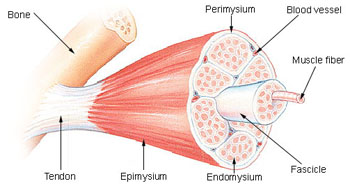 Bone
Perimysium
Blood vessel
Muscle fiber
Fascicle
Endomysium
Epimysium
Tendon